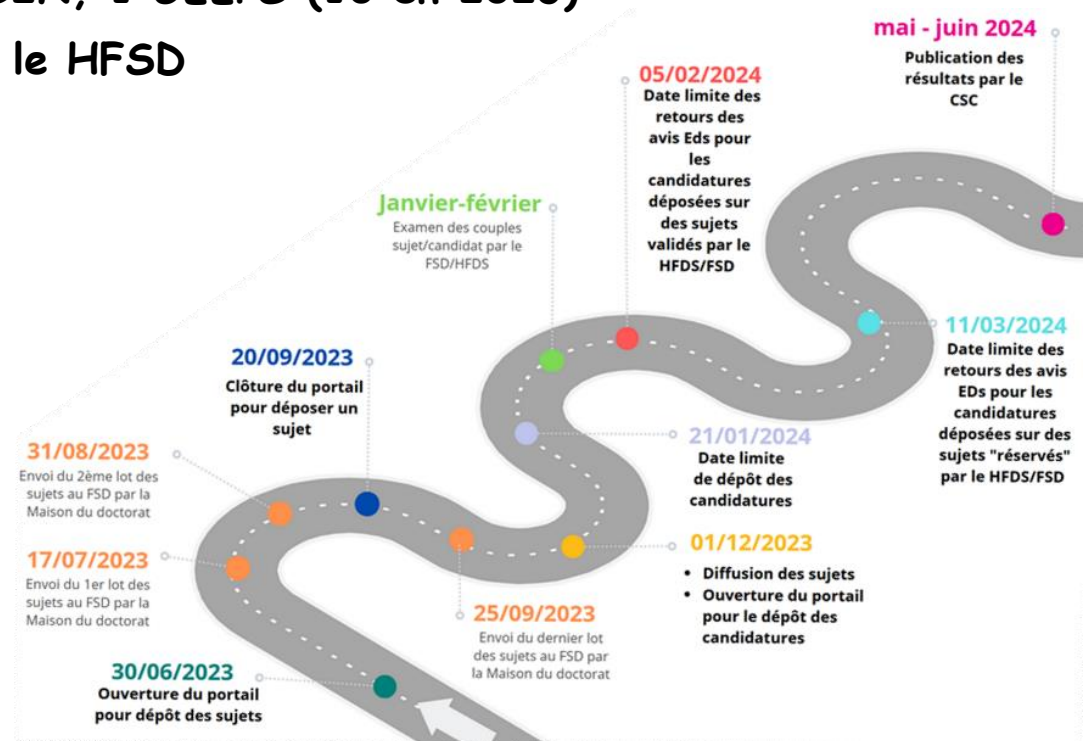 le HFSD
mai - juin 2024
Publication des
résultats par le
CSC
05/02/2024
Date limite des
retours des
avis Eds pour
les
candidatures
déposées sur
des sujets
validés par le
HFDS/FSD
Janvier-février
Examen des couples
sujet/candidat par le
FSD/HFDS
11/03/2024
Date limite des
retours des avis
EDs pour les
candidatures
déposées sur des
sujets "réservés"
par le HFDS/FSD
20/09/2023
Clôture du portail
pour déposer un
sujet
21/01/2024
Date limite
de dépôt des
candidatures
31/08/2023
Envoi du 2ème lot des
sujets au FSD par la
Maison du doctorat
01/12/2023
• Diffusion des sujets
• Ouverture du portail
pour le dépôt des
candidatures
17/07/2023
Envoi du 1er lot des
sujets au FSD par la
Maison du doctorat
25/09/2023
Envoi du dernier lot
des sujets au FSD par
la Maison du doctorat
30/06/2023
Ouverture du portail
pour dépôt des sujets